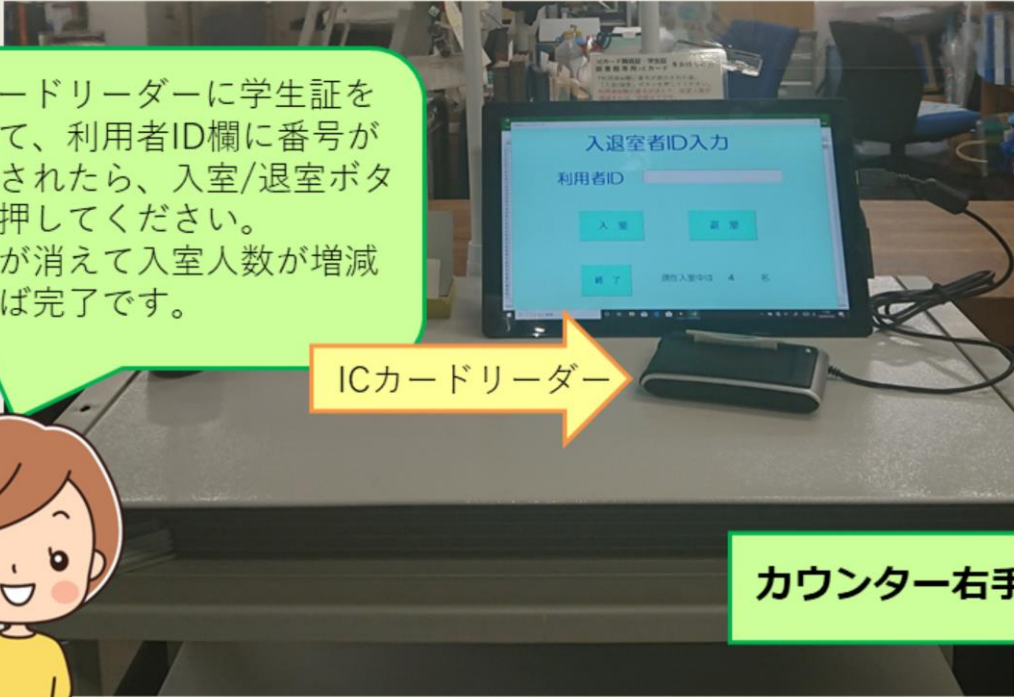 ードリーダーに学生証を
て、利用者ID欄に番号が
されたら、入室/退室ボタ
押してください。
が消えて入室人数が増減
ば完了です。
入退室者ID入力
利用者ID
入 室
退 室
終 了
現在入室中は 4 名
ICカードリーダー
カウンター右手